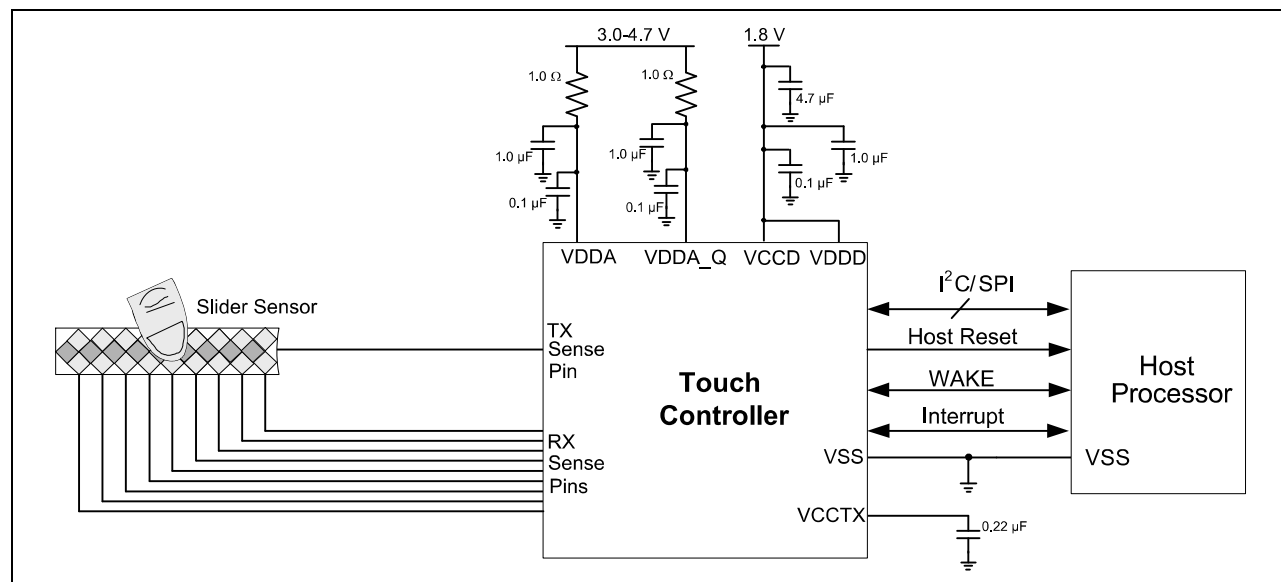 3.0-4.7 V
1.8 V
1.0 Ω
1.0 Ω
4.7 µF
1.0 µF
1.0 µF
1.0 µF
0.1 µF
0.1 µF
0.1 µF
VDDA
VDDA_Q
VCCD
VDDD
Slider Sensor
TX
Sense
Pin
RX
Sense
Pins
Touch
Controller
I²C/SPI
Host Reset
WAKE
Interrupt
VSS
VCCTX
0.22 µF
Host
Processor
VSS